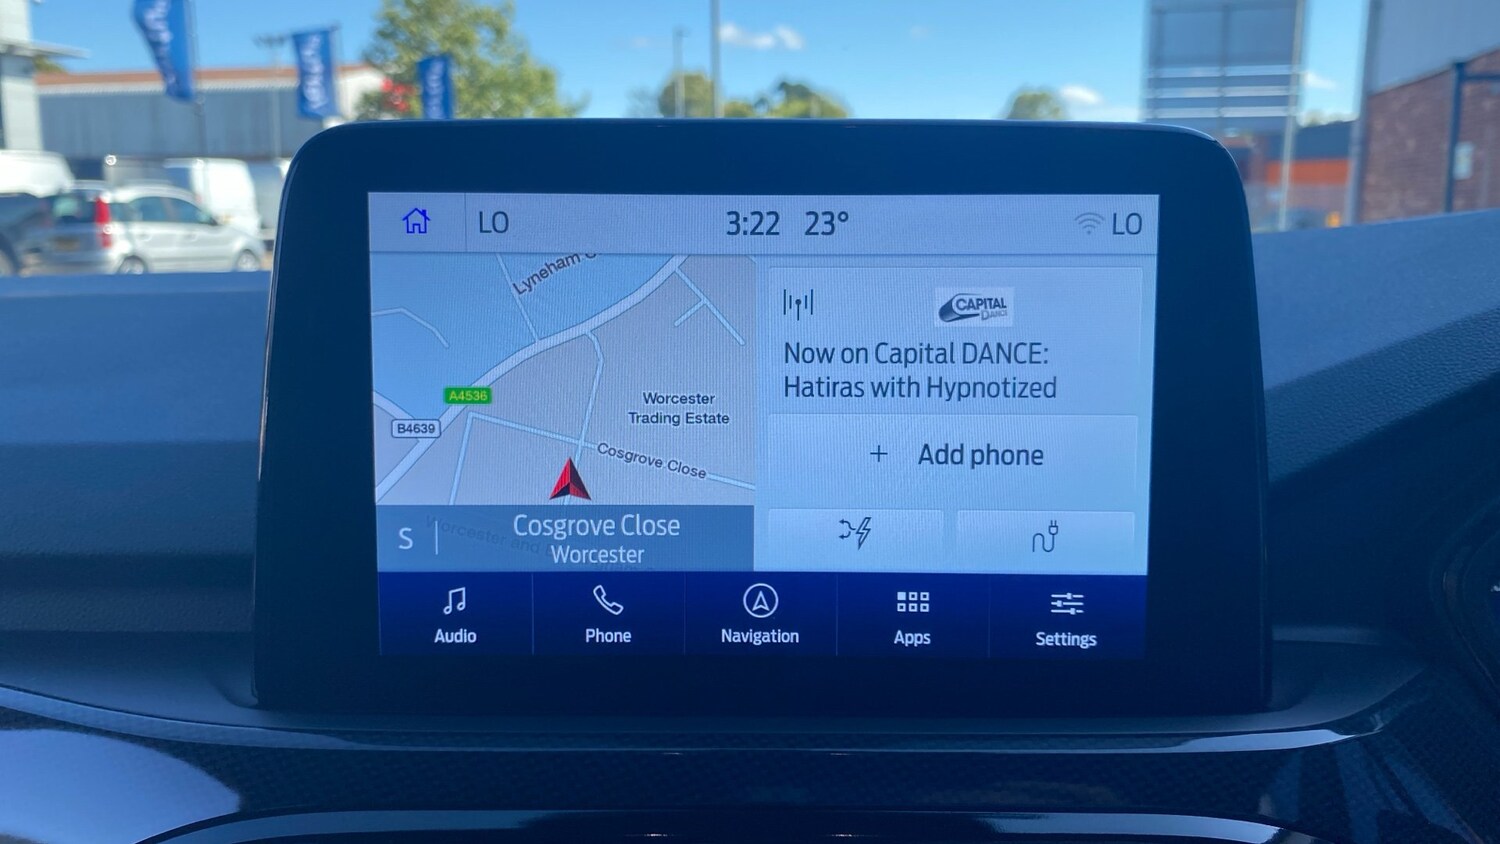 LO
3:22 23°
LO
Lyneham
CAPITAL
DANCE
Now on Capital DANCE:
Hatiras with Hypnotized
A4536
B4639
Worcester
Trading Estate
Cosgrove Close
+ Add phone
S
Cosgrove Close
Worcester
Audio
Phone
Navigation
Apps
Settings